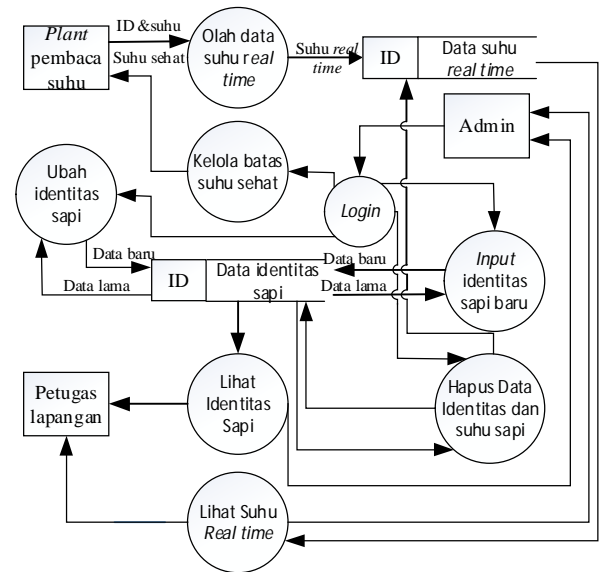 Plant
pembaca
suhu
ID &suhu
Suhu sehat
Olah data
suhu real
time
Suhu real
time
ID
Data suhu
real time
Admin
Kelola batas
suhu sehat
Ubah
identitas
sapi
Login
Data baru
Data lama
ID
Data identitas
sapi
Data baru
Data lama
Input
identitas
sapi baru
Petugas
lapangan
Lihat
Identitas
Sapi
Hapus Data
Identitas dan
suhu sapi
Lihat Suhu
Real time